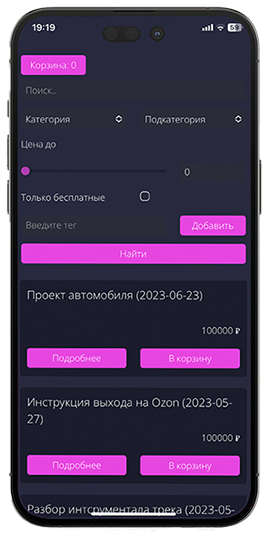 19:19
59
Корзина: 0
Поиск..
Категория Подкатегория
Цена до
0
Только бесплатные
Введите тег Добавить
Найти
Проект автомобиля (2023-06-23)
100000 ₽
Подробнее В корзину
Инструкция выхода на Ozon (2023-05-
27)
100000 ₽
Подробнее В корзину
Разбор интсрументала трека (2023-05-